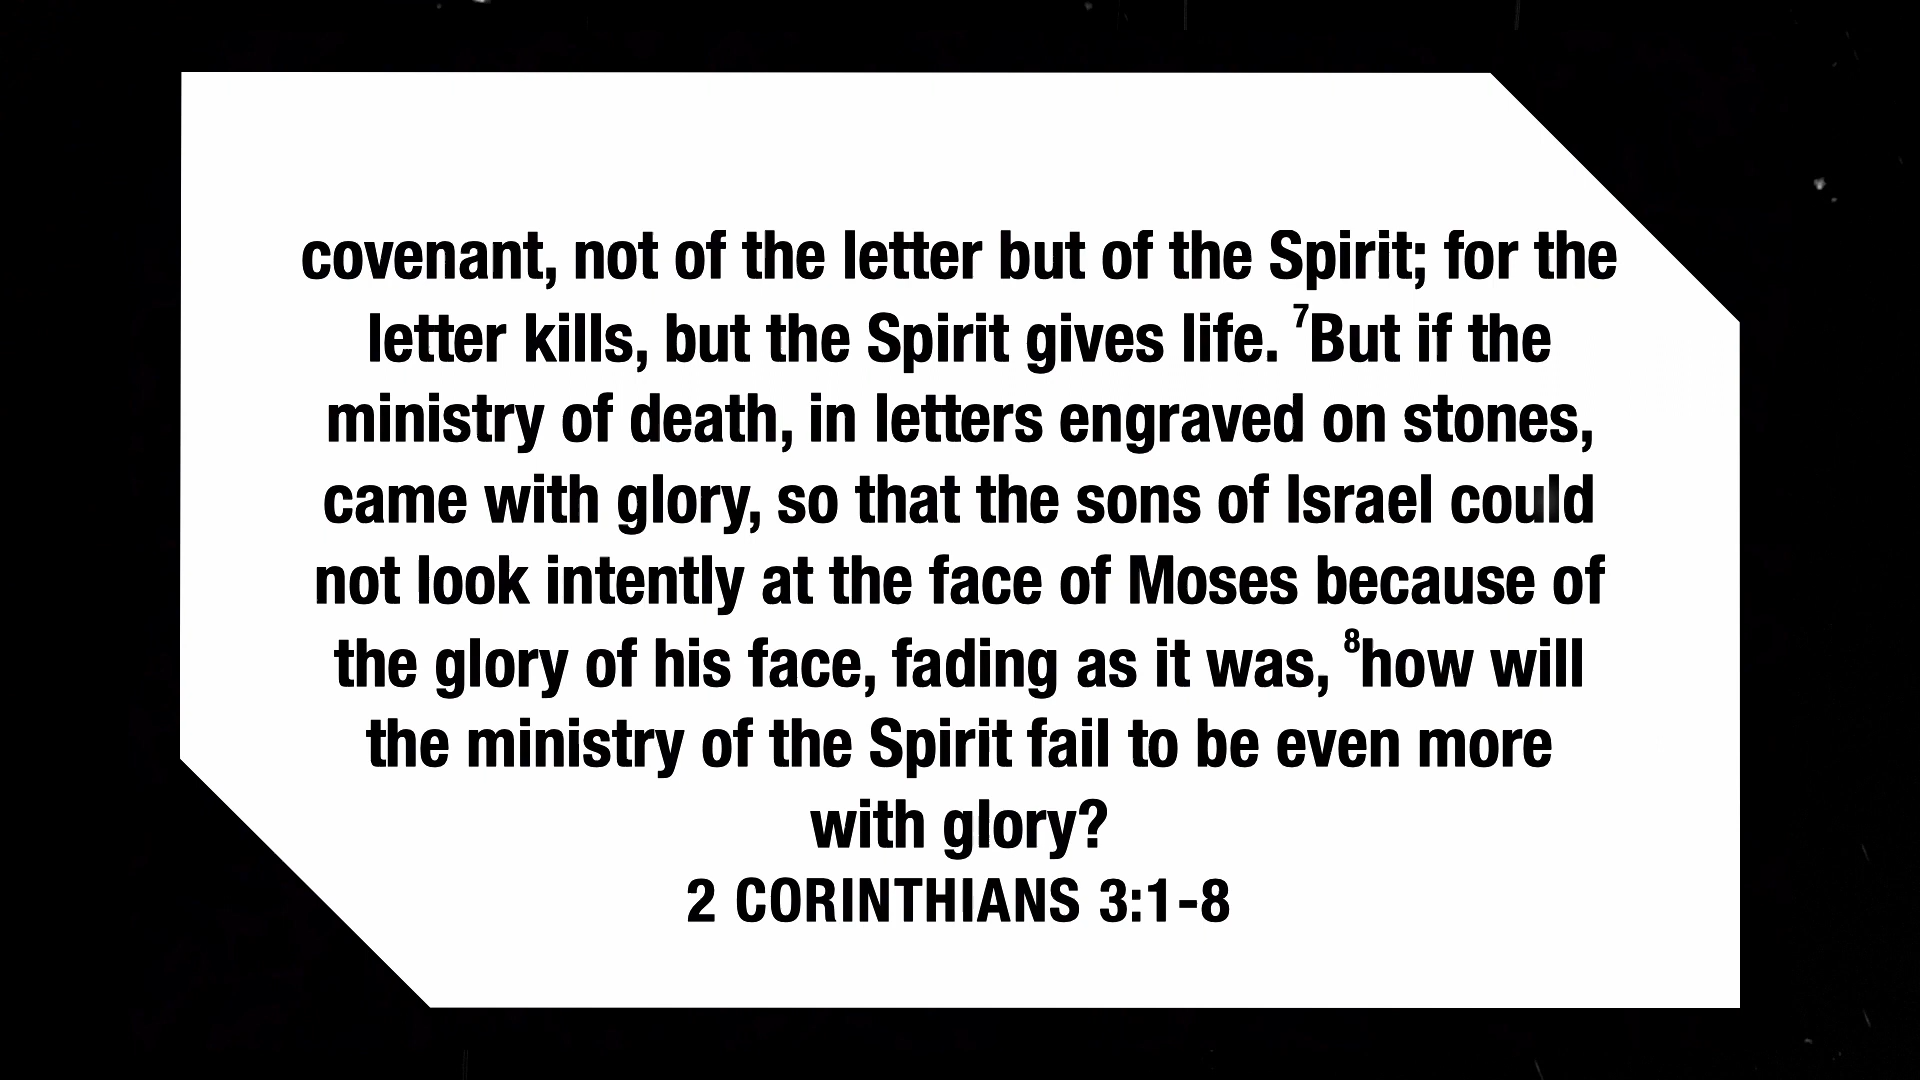 covenant, not of the letter but of the Spirit; for the
letter kills, but the Spirit gives life. ⁷But if the
ministry of death, in letters engraved on stones,
came with glory, so that the sons of Israel could
not look intently at the face of Moses because of
the glory of his face, fading as it was, ⁸how will
the ministry of the Spirit fail to be even more
with glory?
2 CORINTHIANS 3:1-8